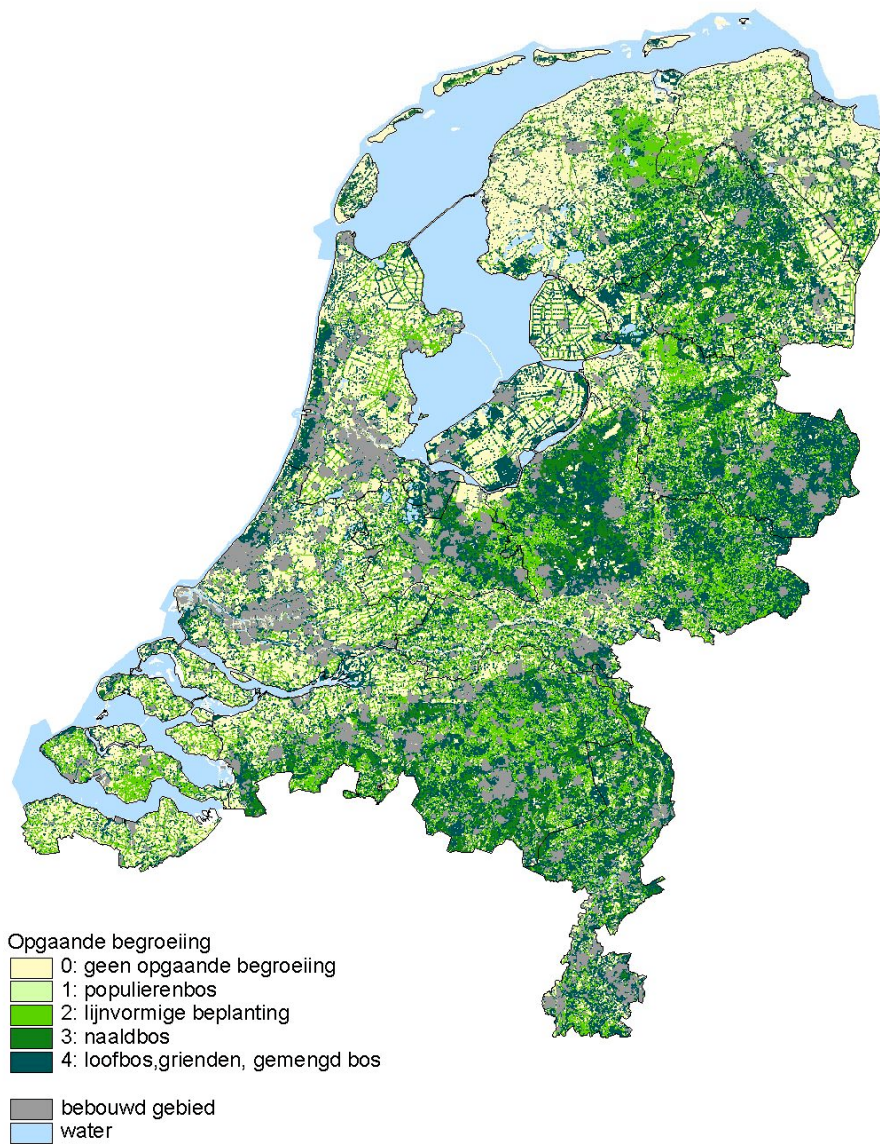 Opgaande begroeiing
0: geen opgaande begroeiing
1: populierenbos
2: lijnvormige beplanting
3: naaldbos
4: loofbos,grienden, gemengd bos
bebouwd gebied
water